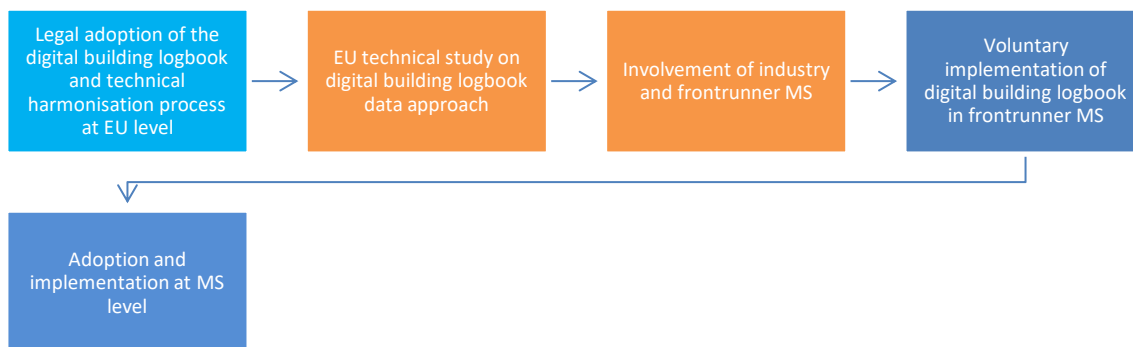 Legal adoption of the
digital building logbook
and technical
harmonisation process
at EU level
EU technical study on
digital building logbook
data approach
Involvement of industry
and frontrunner MS
Voluntary
implementation of
digital building logbook
in frontrunner MS
Adoption and
implementation at MS
level